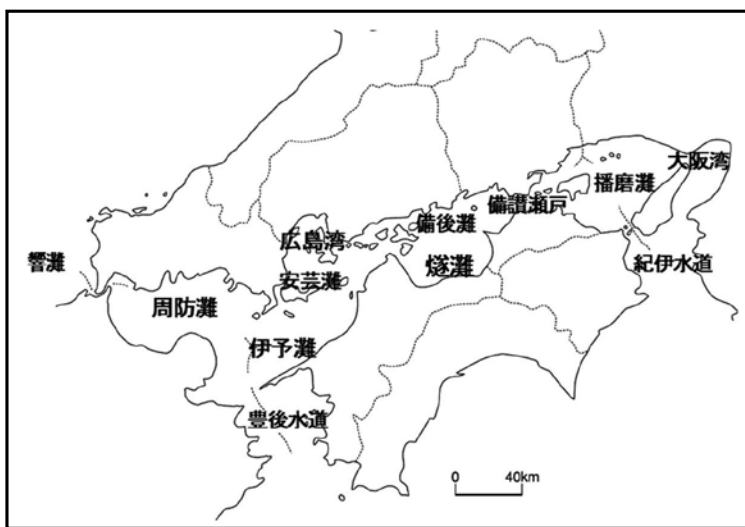 大阪湾
播磨灘
備讃瀬戸
備後灘
広島湾
紀伊水道
響灘
燧灘
安芸灘
周防灘
伊予灘
豊後水道
0 40km